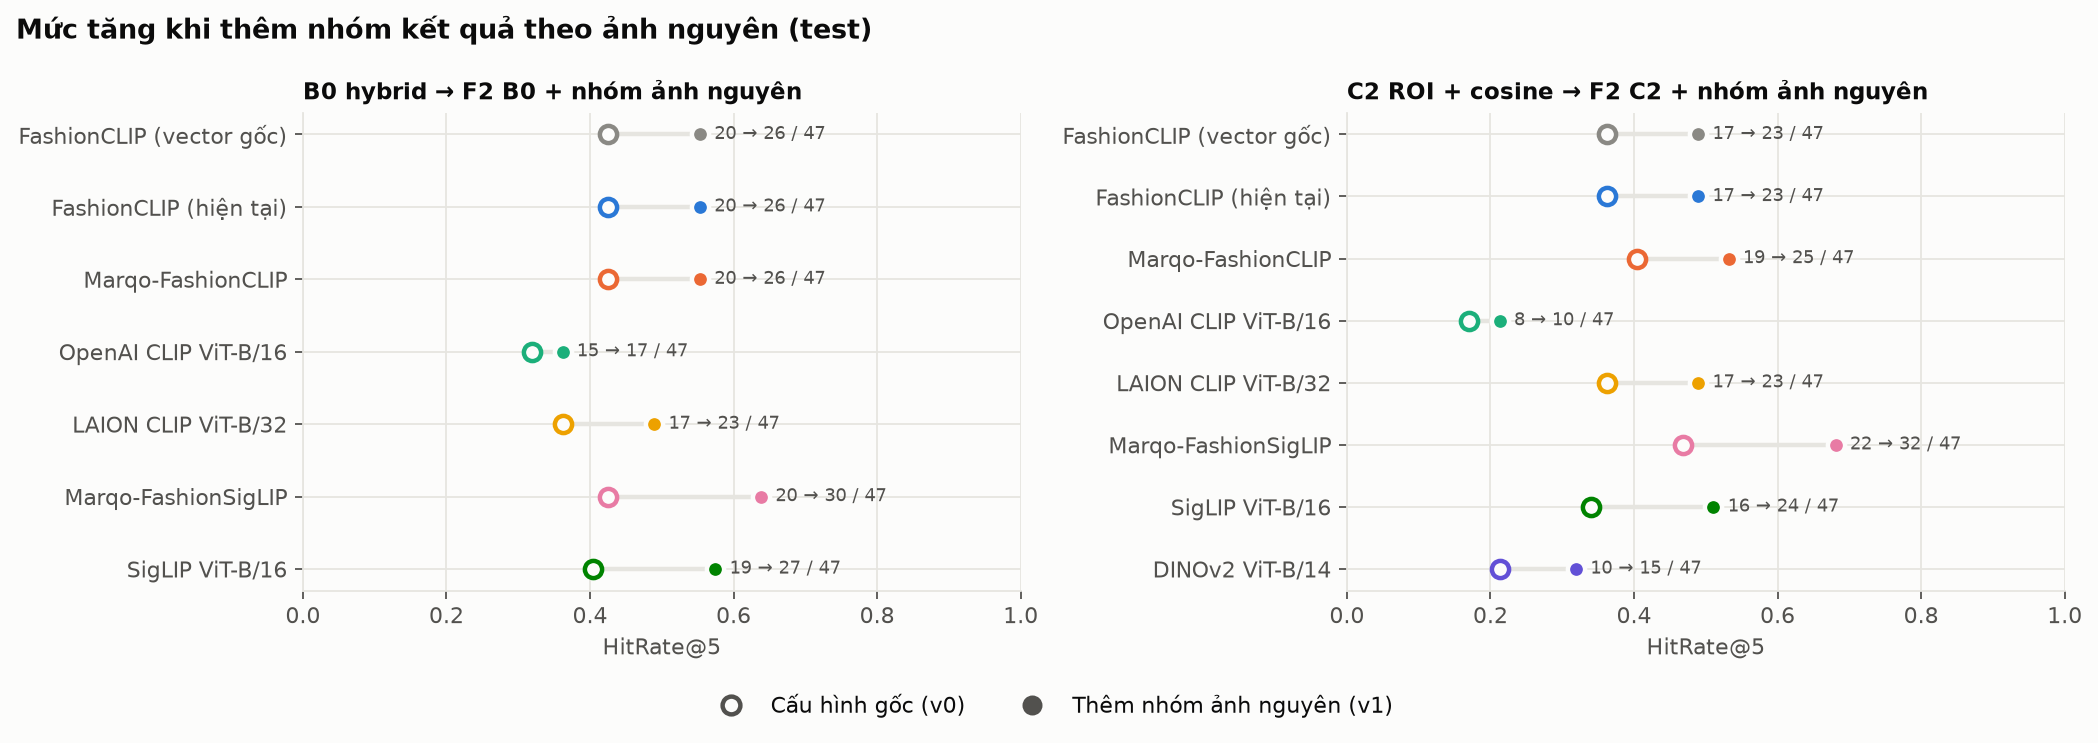 Mức tăng khi thêm nhóm kết quả theo ảnh nguyên (test)
B0 hybrid → F2 B0 + nhóm ảnh nguyên
FashionCLIP (vector gốc)
20 → 26 / 47
FashionCLIP (hiện tại)
20 → 26 / 47
Marqo-FashionCLIP
20 → 26 / 47
OpenAI CLIP ViT-B/16
15 → 17 / 47
LAION CLIP ViT-B/32
17 → 23 / 47
Marqo-FashionSigLIP
20 → 30 / 47
SigLIP ViT-B/16
19 → 27 / 47
0.0 0.2 0.4 0.6 0.8 1.0
HitRate@5
C2 ROI + cosine → F2 C2 + nhóm ảnh nguyên
FashionCLIP (vector gốc)
17 → 23 / 47
FashionCLIP (hiện tại)
17 → 23 / 47
Marqo-FashionCLIP
19 → 25 / 47
OpenAI CLIP ViT-B/16
8 → 10 / 47
LAION CLIP ViT-B/32
17 → 23 / 47
Marqo-FashionSigLIP
22 → 32 / 47
SigLIP ViT-B/16
16 → 24 / 47
DINOv2 ViT-B/14
10 → 15 / 47
0.0 0.2 0.4 0.6 0.8 1.0
HitRate@5
Cấu hình gốc (v0)
Thêm nhóm ảnh nguyên (v1)